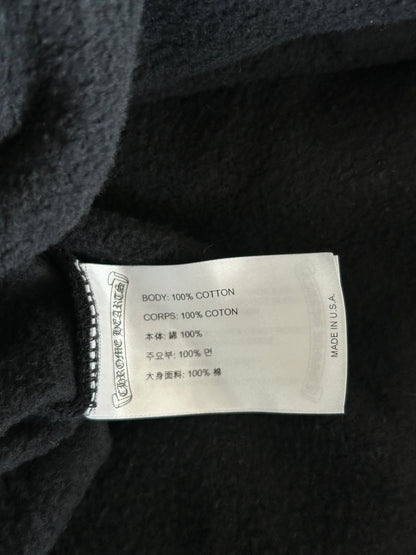 CHROME HEARTS
BODY: 100% COTTON
CORPS: 100% COTON
本体: 綿 100%
주요부: 100% 면
大身面料: 100% 棉
MADE IN U.S.A.